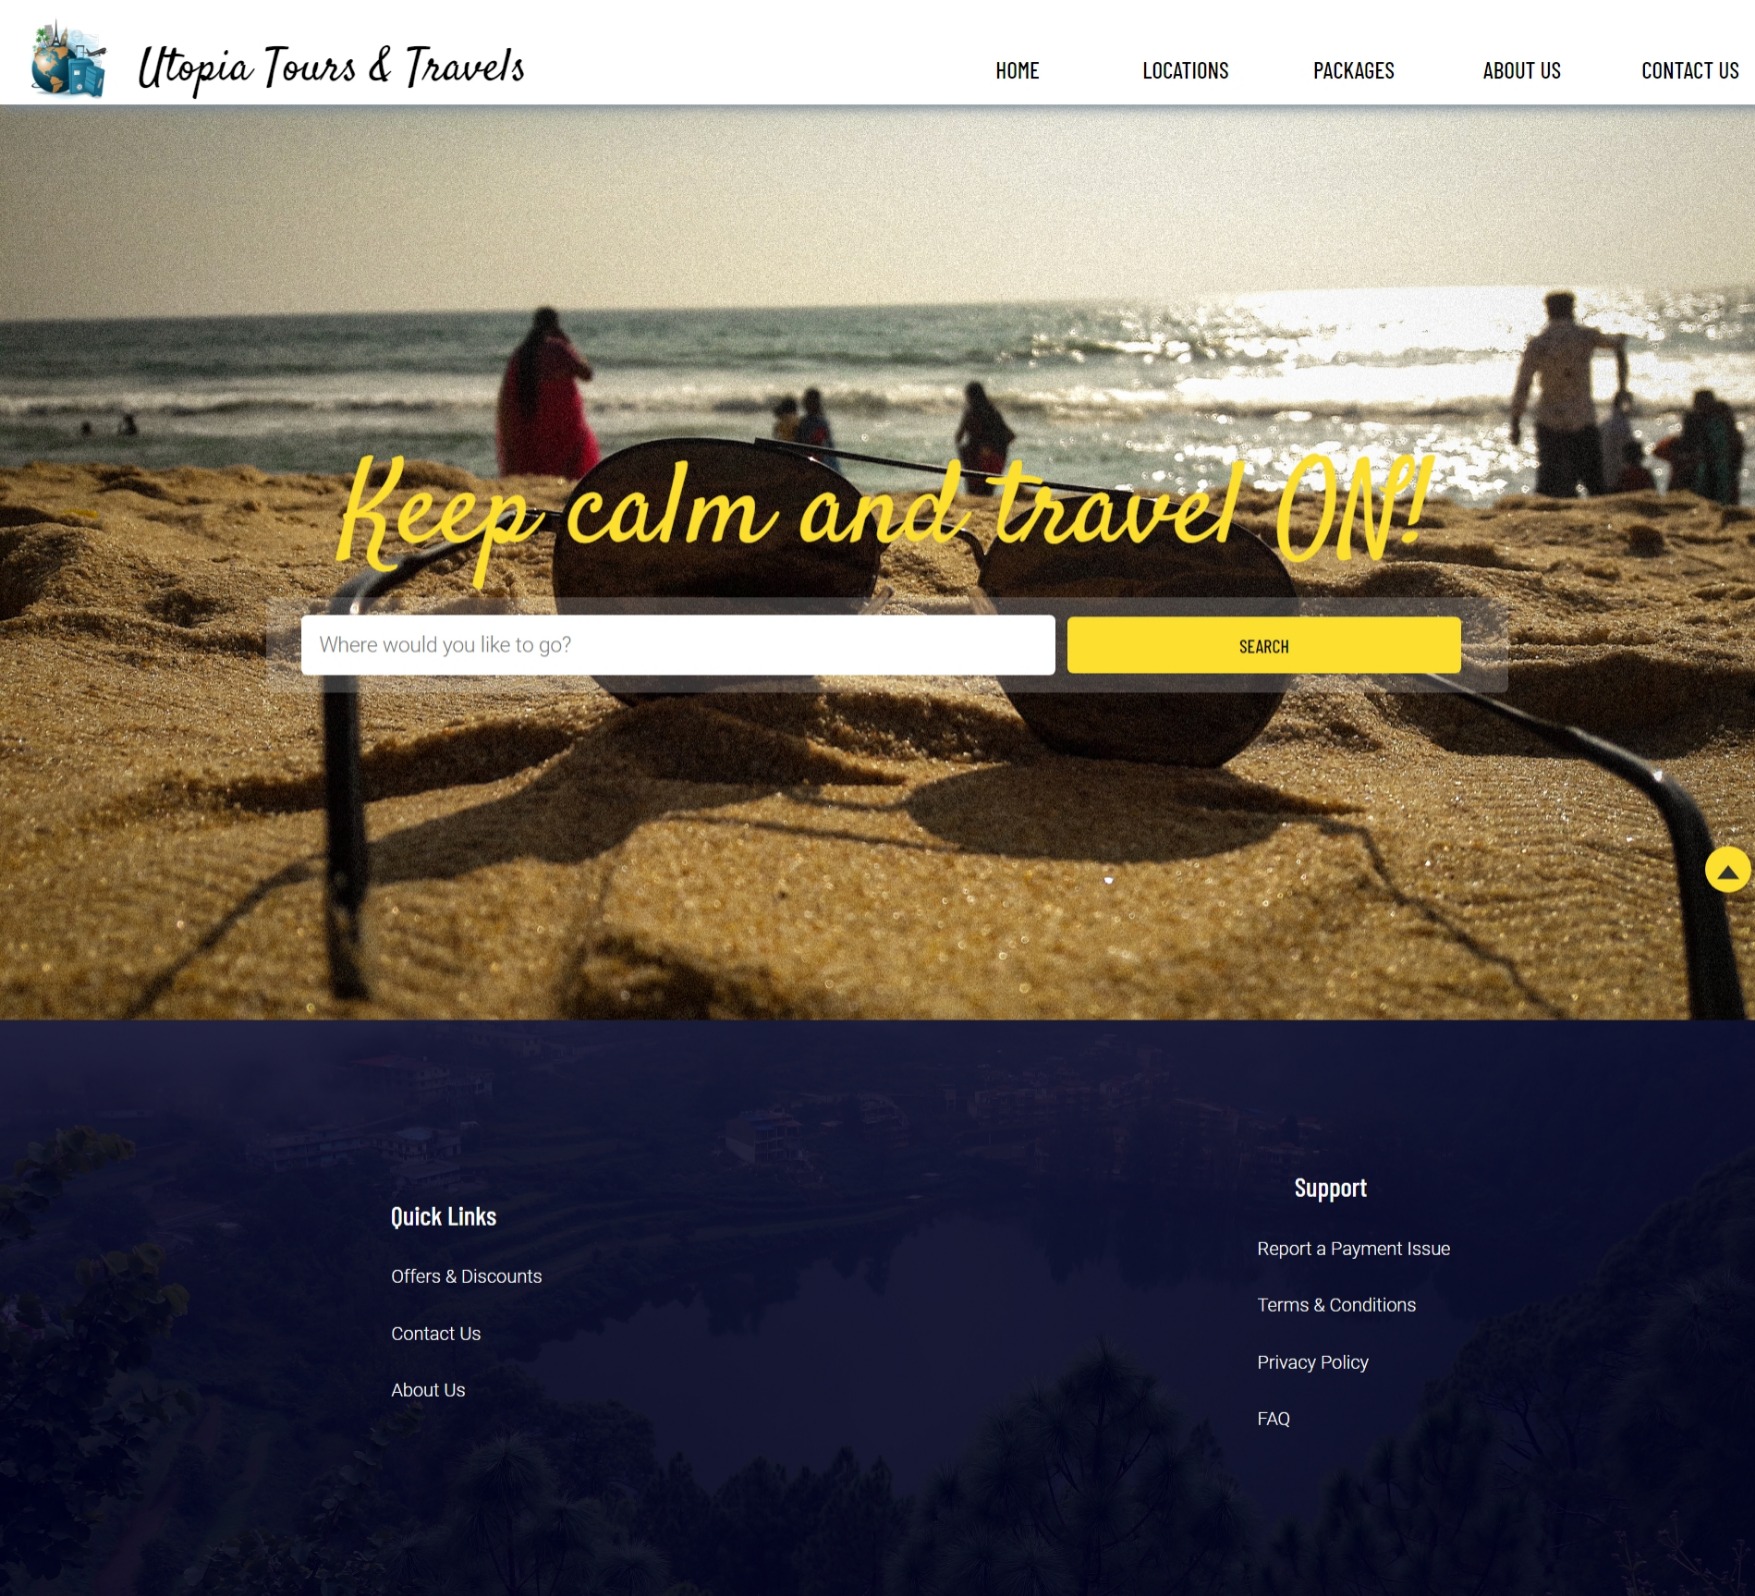 Utopia Tours & Travels
HOME LOCATIONS PACKAGES ABOUT US CONTACT US
Keep calm and travel ON!
Where would you like to go? SEARCH
Quick Links
Offers & Discounts
Contact Us
About Us
Support
Report a Payment Issue
Terms & Conditions
Privacy Policy
FAQ